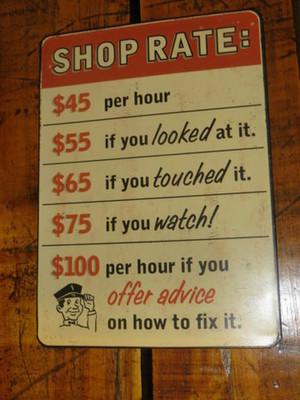 SHOP RATE:
$45 per hour
$55 if you looked at it.
$65 if you touched it.
$75 if you watch!
$100 per hour if you
offer advice
on how to fix it.